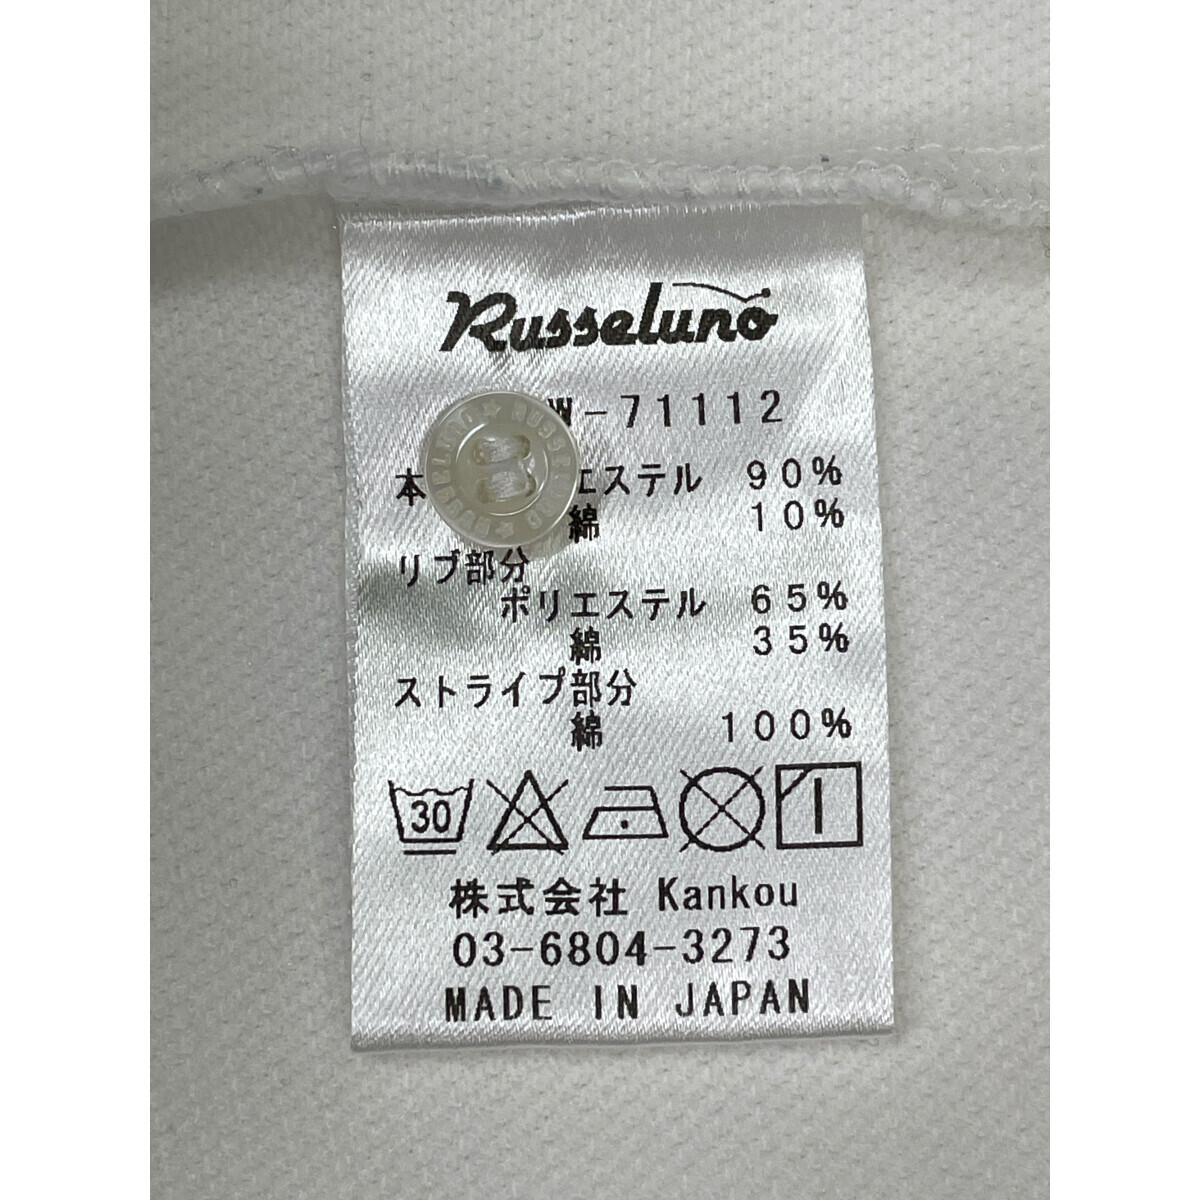 Russeluno
W-71112
本 エステル 90%
綿 10%
リブ部分
ポリエステル 65%
綿 35%
ストライプ部分
綿 100%
30
株式会社 Kankou
03-6804-3273
MADE IN JAPAN